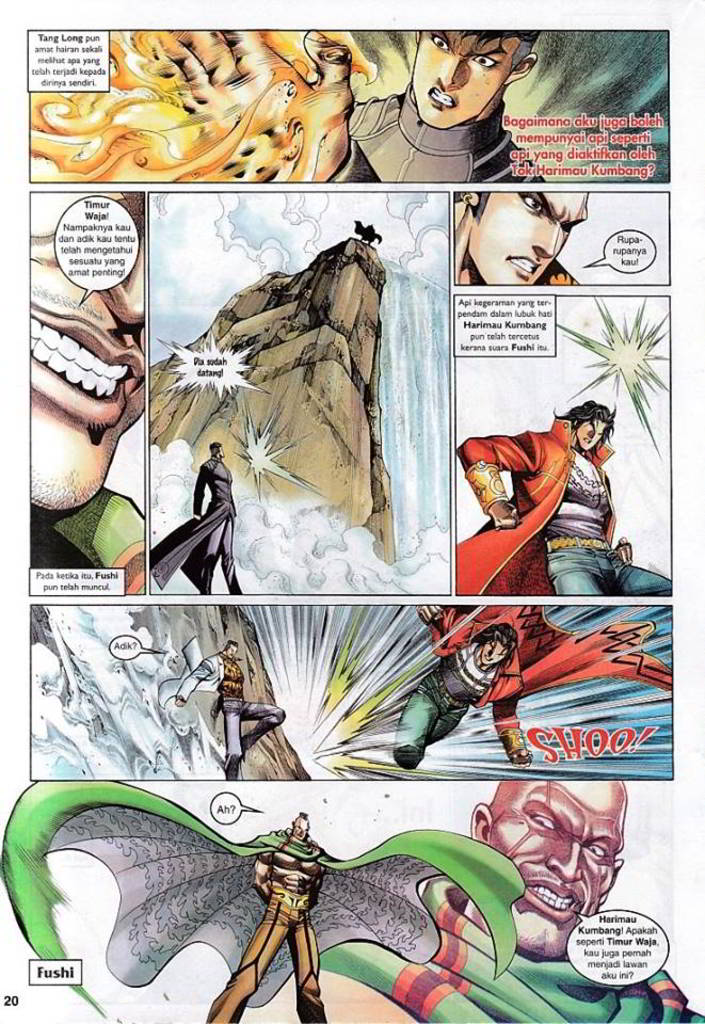 Tang Long pun
amat hairan sekali
melihat apa yang
telah terjadi kepada
dirinya sendiri.
Bagaimana aku juga boleh
mempunyai api seperti
api yang diaktifkan oleh
Tok Harimau Kumbang?
Timur
Waja!
Nampaknya kau
dan adik kau tentu
telah mengetahui
sesuatu yang
amat penting!
Pada ketika itu, Fushi
pun telah muncul.
Dia sudah
datang!
Rupa-
rupanya
kau!
Api kegeraman yang ter-
pendam dalam lubuk hati
Harimau Kumbang
pun telah tercetus
kerana suara Fushi itu.
Adik?
SHOO!
Ah?
Harimau
Kumbang! Apakah
seperti Timur Waja,
kau juga pernah
menjadi lawan
aku ini?
Fushi
20